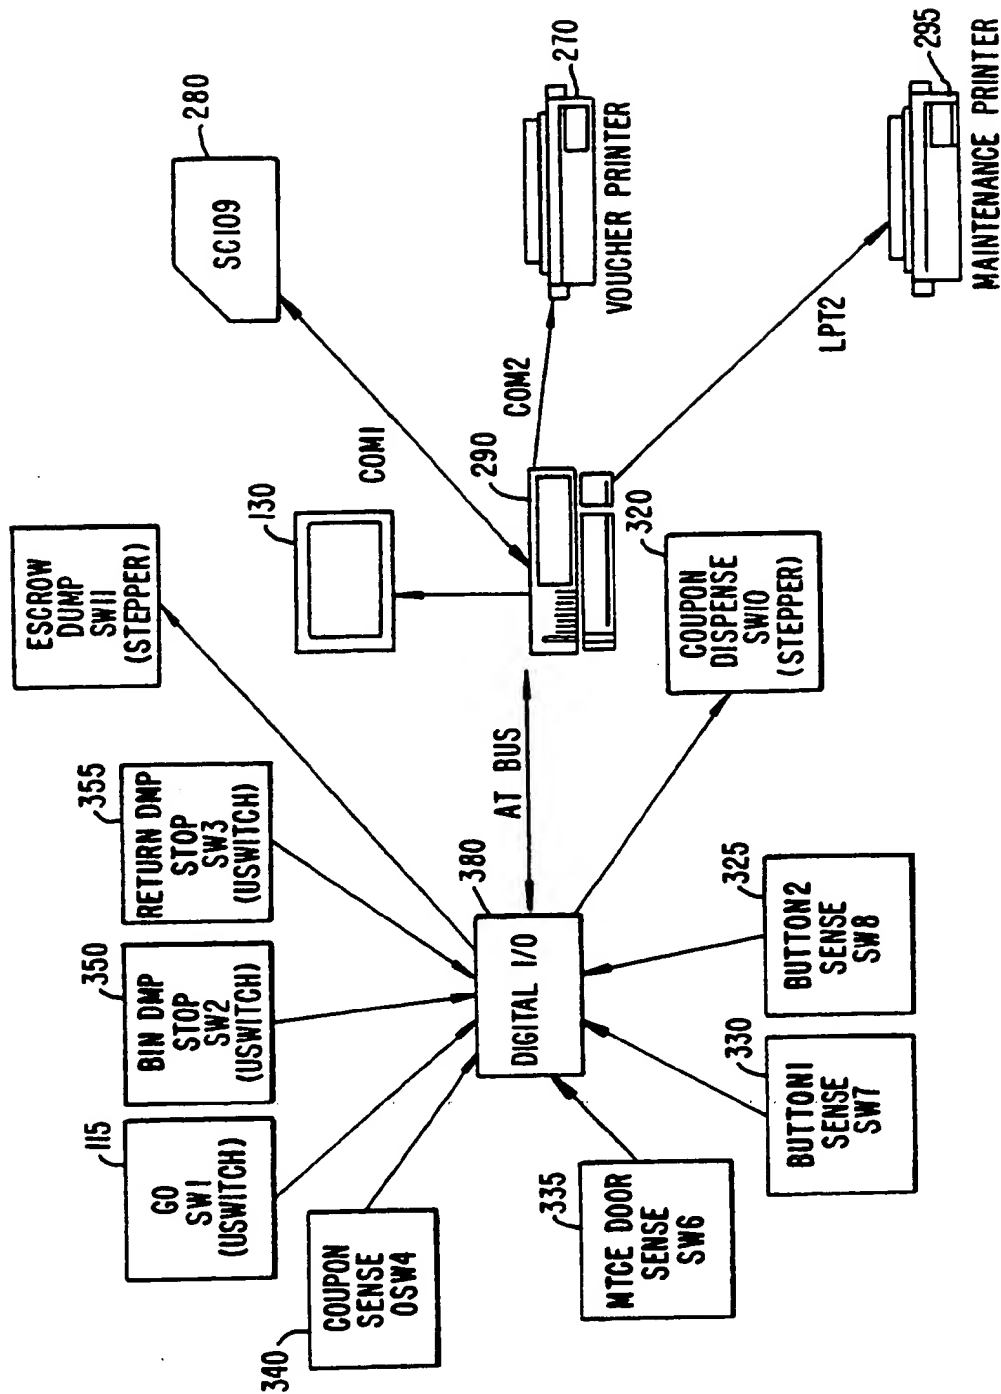 115
GO
SW1
(USWITCH)
350
BIN DMP
STOP
SW2
(USWITCH)
355
RETURN DMP
STOP
SW3
(USWITCH)
ESCROW
DUMP
SW11
(STEPPER)
280
SC109
130
COM1
340
COUPON
SENSE
OSW4
380
DIGITAL I/O
AT BUS
290
COM2
270
VOUCHER PRINTER
335
MTCE DOOR
SENSE
SW6
330
BUTTON1
SENSE
SW7
325
BUTTON2
SENSE
SW8
320
COUPON
DISPENSE
SW10
(STEPPER)
LPT2
295
MAINTENANCE PRINTER